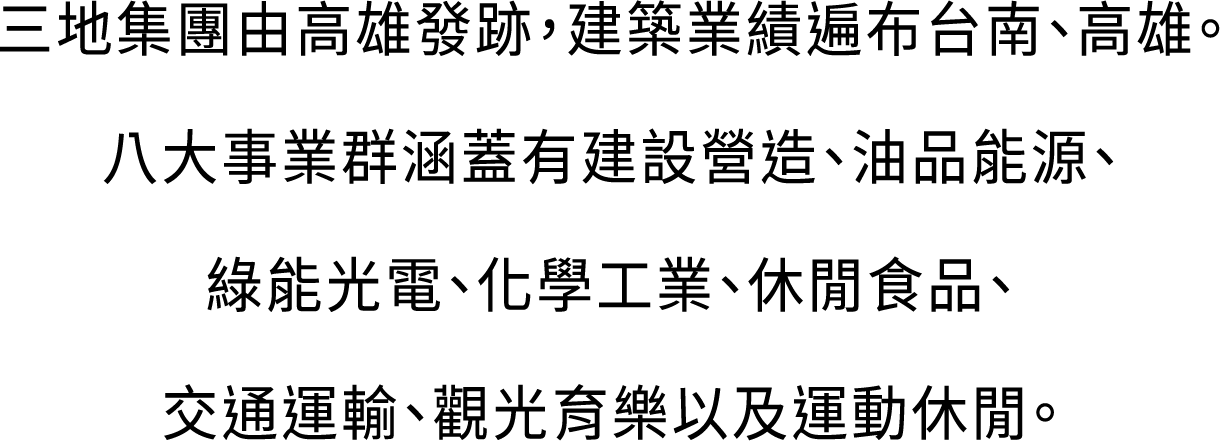 三地集團由高雄發跡，建築業績遍布台南、高雄。
八大事業群涵蓋有建設營造、油品能源、
綠能光電、化學工業、休閒食品、
交通運輸、觀光育樂以及運動休閒。